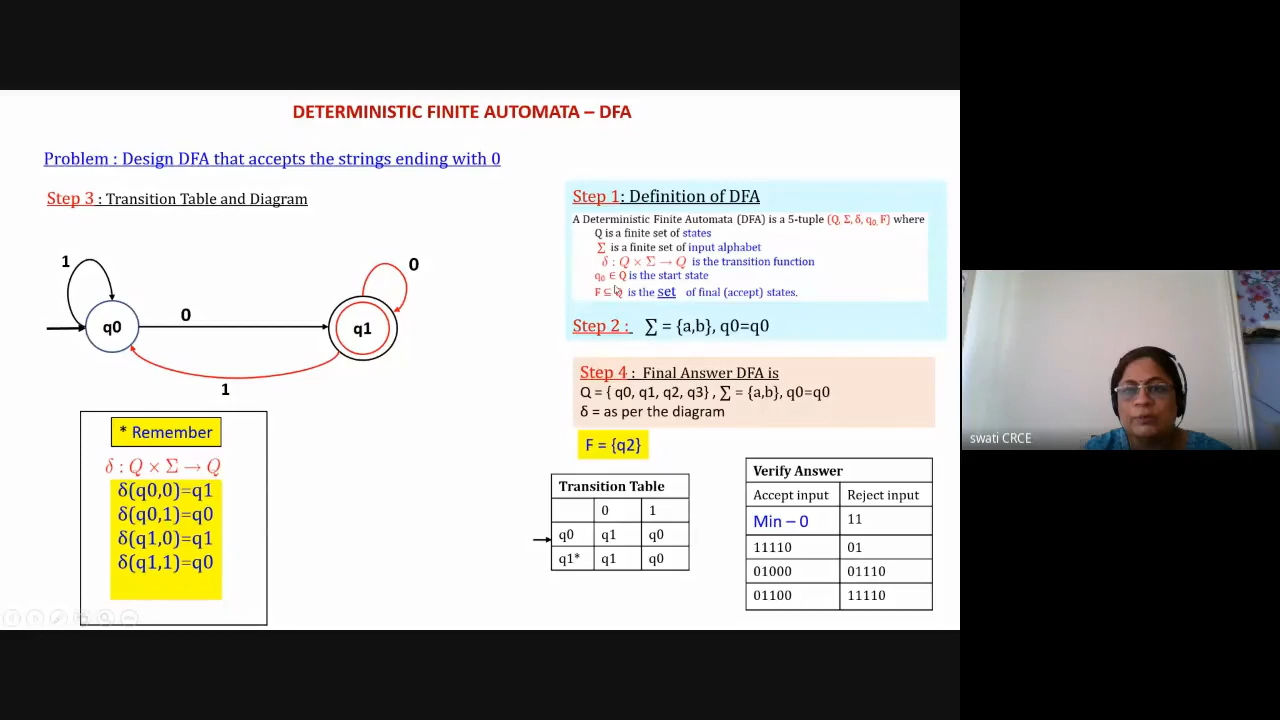 DETERMINISTIC FINITE AUTOMATA – DFA
Problem : Design DFA that accepts the strings ending with 0
Step 3 : Transition Table and Diagram
1
0
0
q0
q1
1
* Remember
δ : Q × Σ → Q
δ(q0,0)=q1
δ(q0,1)=q0
δ(q1,0)=q1
δ(q1,1)=q0
Step 1: Definition of DFA
A Deterministic Finite Automata (DFA) is a 5-tuple (Q, Σ, δ, q0, F) where
Q is a finite set of states
Σ is a finite set of input alphabet
δ : Q × Σ → Q is the transition function
q0 ∈ Q is the start state
F ⊆ Q is the set of final (accept) states.
Step 2 : Σ = {a,b}, q0=q0
Step 4 : Final Answer DFA is
Q = { q0, q1, q2, q3} , Σ = {a,b}, q0=q0
δ = as per the diagram
F = {q2}
Transition Table
0 1
q0 q1 q0
q1* q1 q0
Verify Answer
Accept input Reject input
Min – 0 11
11110 01
01000 01110
01100 11110
swati CRCE